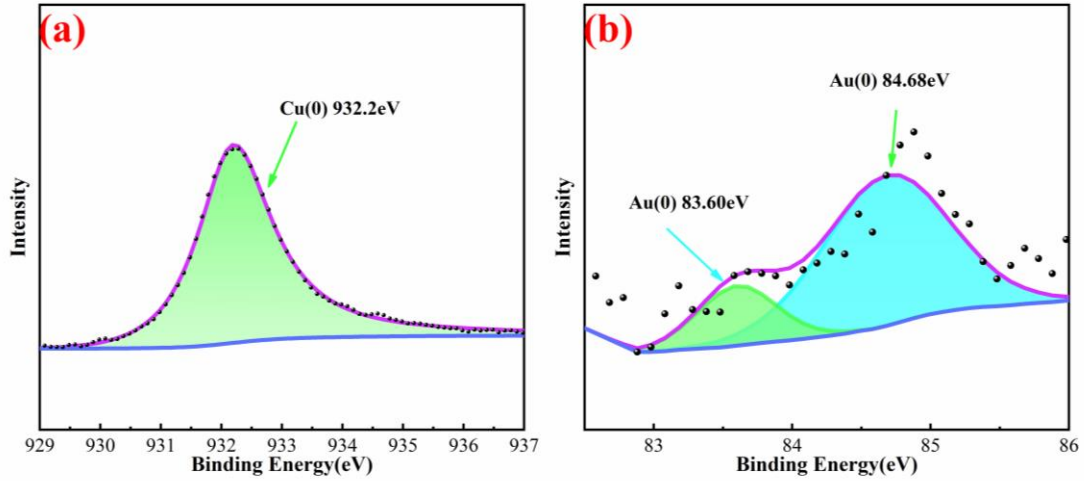 (a)
Cu(0) 932.2eV
Intensity
929 930 931 932 933 934 935 936 937
Binding Energy(eV)
(b)
Au(0) 84.68eV
Au(0) 83.60eV
Intensity
83 84 85 86
Binding Energy(eV)